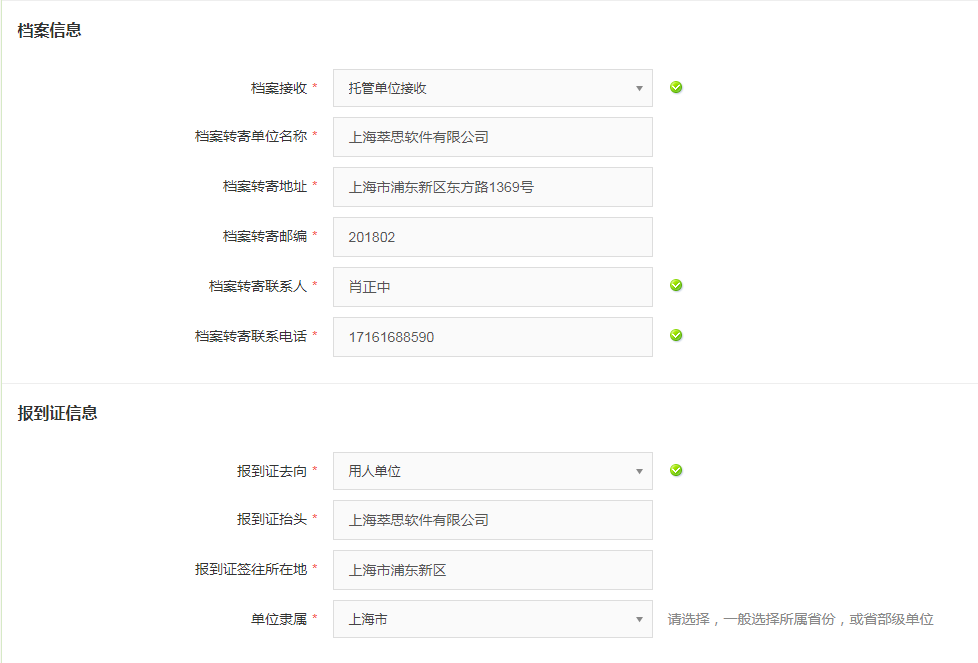 档案信息
档案接收 * 托管单位接收
档案转寄单位名称 * 上海萃思软件有限公司
档案转寄地址 * 上海市浦东新区东方路1369号
档案转寄邮编 * 201802
档案转寄联系人 * 肖正中
档案转寄联系电话 * 17161688590
报到证信息
报到证去向 * 用人单位
报到证抬头 * 上海萃思软件有限公司
报到证签往所在地 * 上海市浦东新区
单位隶属 * 上海市 请选择，一般选择所属省份，或省部级单位